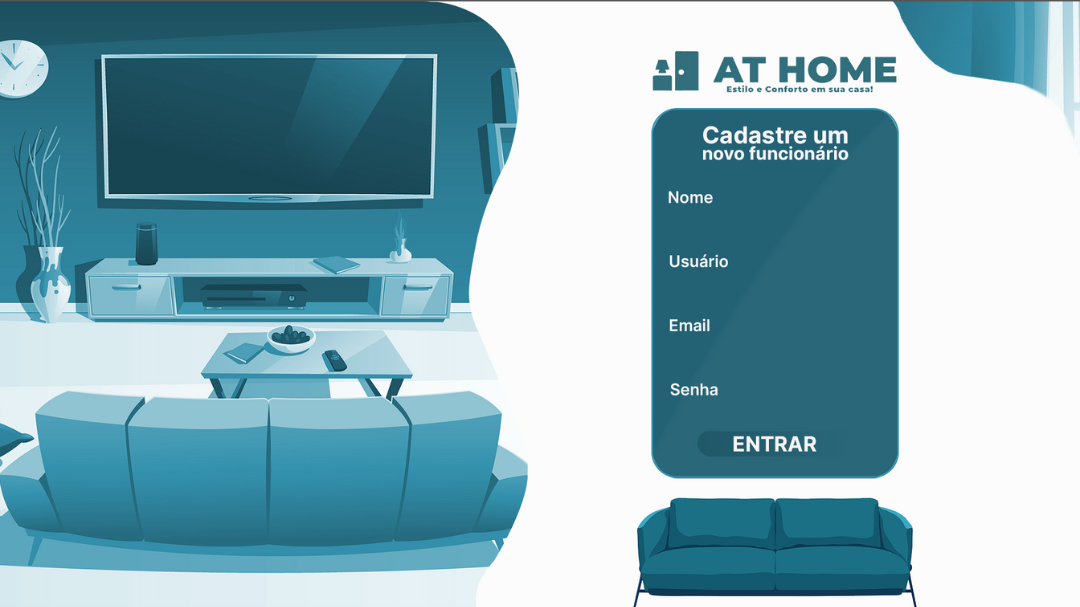 AT HOME
Estilo e Conforto em sua casa!
Cadastre um
novo funcionário
Nome
Usuário
Email
Senha
ENTRAR